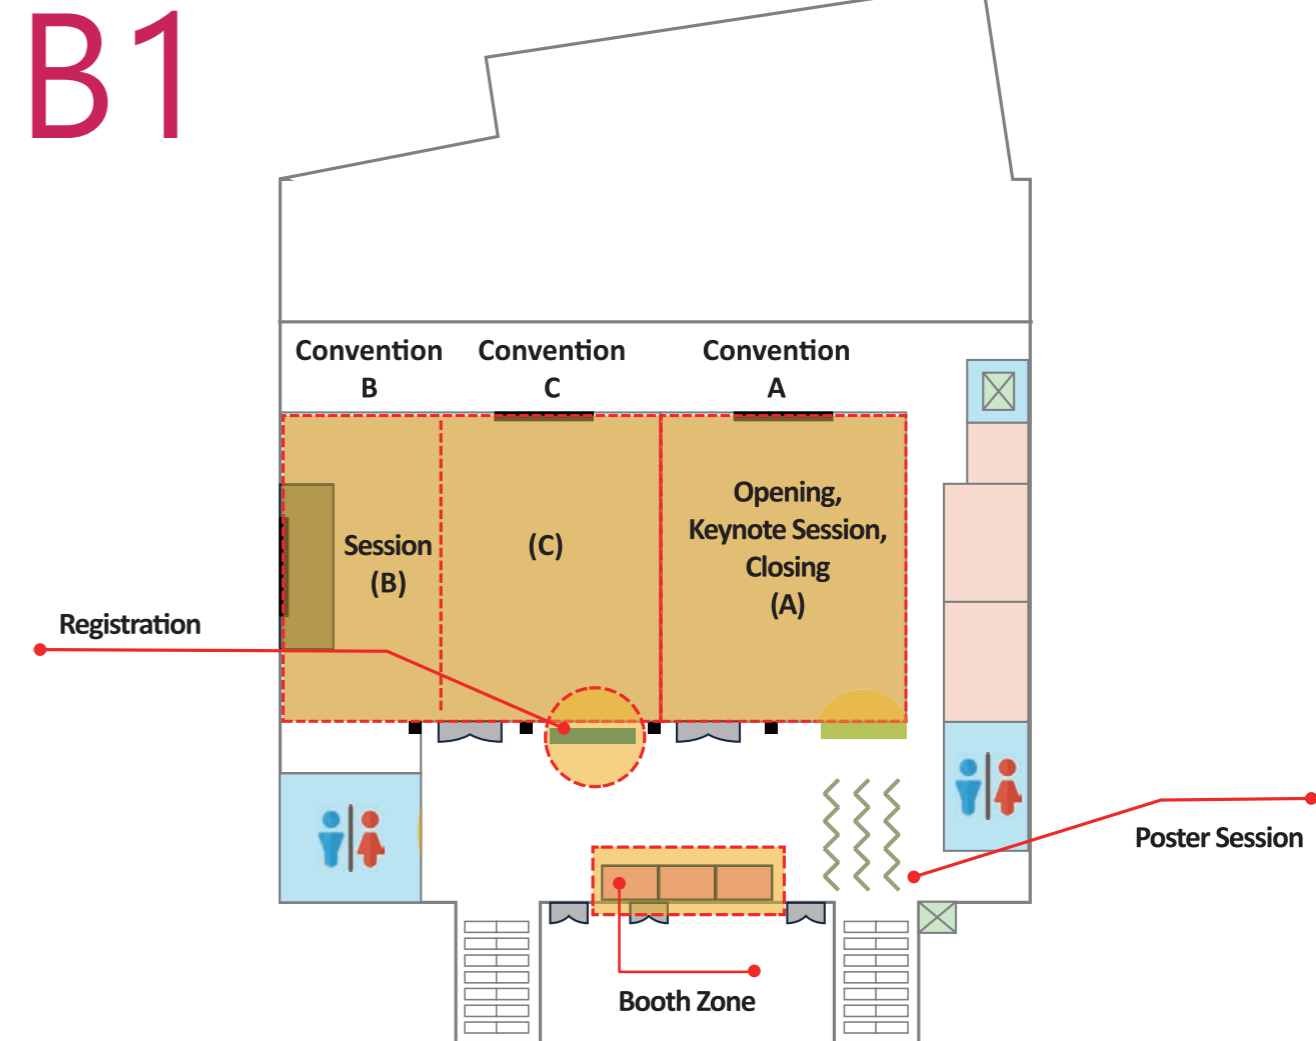 B1
Convention
B
Convention
C
Convention
A
Opening,
Keynote Session,
Closing
(A)
Session
(B)
(C)
Registration
Poster Session
Booth Zone